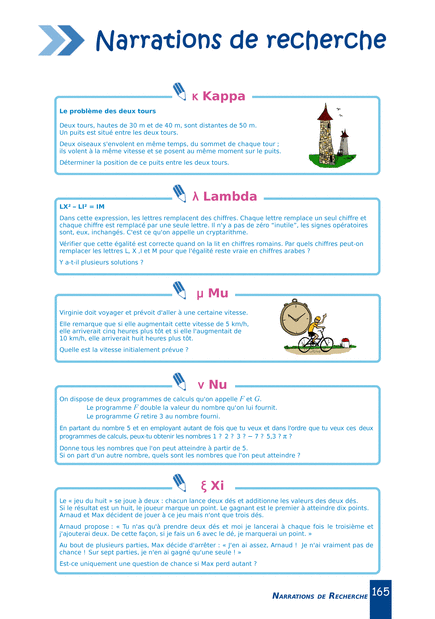 Narrations de recherche
κ Kappa
Le problème des deux tours
Deux tours, hautes de 30 m et de 40 m, sont distantes de 50 m.
Un puits est situé entre les deux tours.
Deux oiseaux s'envolent en même temps, du sommet de chaque tour ;
ils volent à la même vitesse et se posent au même moment sur le puits.
Déterminer la position de ce puits entre les deux tours.
λ Lambda
LX² – LI² = IM
Dans cette expression, les lettres remplacent des chiffres. Chaque lettre remplace un seul chiffre et
chaque chiffre est remplacé par une seule lettre. Il n'y a pas de zéro "inutile", les signes opératoires
sont, eux, inchangés. C'est ce qu'on appelle un cryptarithme.
Vérifier que cette égalité est correcte quand on la lit en chiffres romains. Par quels chiffres peut-on
remplacer les lettres L, X ,I et M pour que l'égalité reste vraie en chiffres arabes ?
Y a-t-il plusieurs solutions ?
μ Mu
Virginie doit voyager et prévoit d'aller à une certaine vitesse.
Elle remarque que si elle augmentait cette vitesse de 5 km/h,
elle arriverait cinq heures plus tôt et si elle l'augmentait de
10 km/h, elle arriverait huit heures plus tôt.
Quelle est la vitesse initialement prévue ?
ν Nu
On dispose de deux programmes de calculs qu'on appelle F et G.
Le programme F double la valeur du nombre qu'on lui fournit.
Le programme G retire 3 au nombre fourni.
En partant du nombre 5 et en employant autant de fois que tu veux et dans l'ordre que tu veux ces deux
programmes de calculs, peux-tu obtenir les nombres 1 ? 2 ? 3 ? − 7 ? 5,3 ? π ?
Donne tous les nombres que l'on peut atteindre à partir de 5.
Si on part d'un autre nombre, quels sont les nombres que l'on peut atteindre ?
ξ Xi
Le « jeu du huit » se joue à deux : chacun lance deux dés et additionne les valeurs des deux dés.
Si le résultat est un huit, le joueur marque un point. Le gagnant est le premier à atteindre dix points.
Arnaud et Max décident de jouer à ce jeu mais n'ont que trois dés.
Arnaud propose : « Tu n'as qu'à prendre deux dés et moi je lancerai à chaque fois le troisième et
j'ajouterai deux. De cette façon, si je fais un 6 avec le dé, je marquerai un point. »
Au bout de plusieurs parties, Max décide d'arrêter : « J'en ai assez, Arnaud ! Je n'ai vraiment pas de
chance ! Sur sept parties, je n'en ai gagné qu'une seule ! »
Est-ce uniquement une question de chance si Max perd autant ?
Narrations de Recherche 165